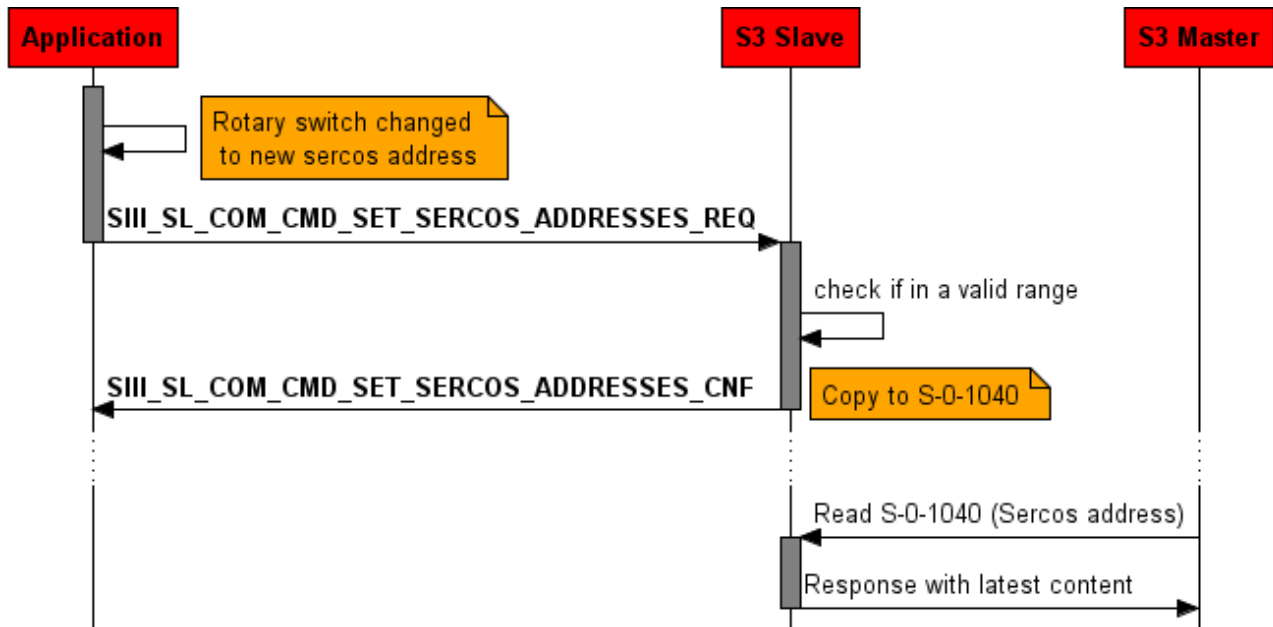 Application
S3 Slave
S3 Master
Rotary switch changed
to new sercos address
SIII_SL_COM_CMD_SET_SERCOS_ADDRESSES_REQ
check if in a valid range
SIII_SL_COM_CMD_SET_SERCOS_ADDRESSES_CNF
Copy to S-0-1040
Read S-0-1040 (Sercos address)
Response with latest content